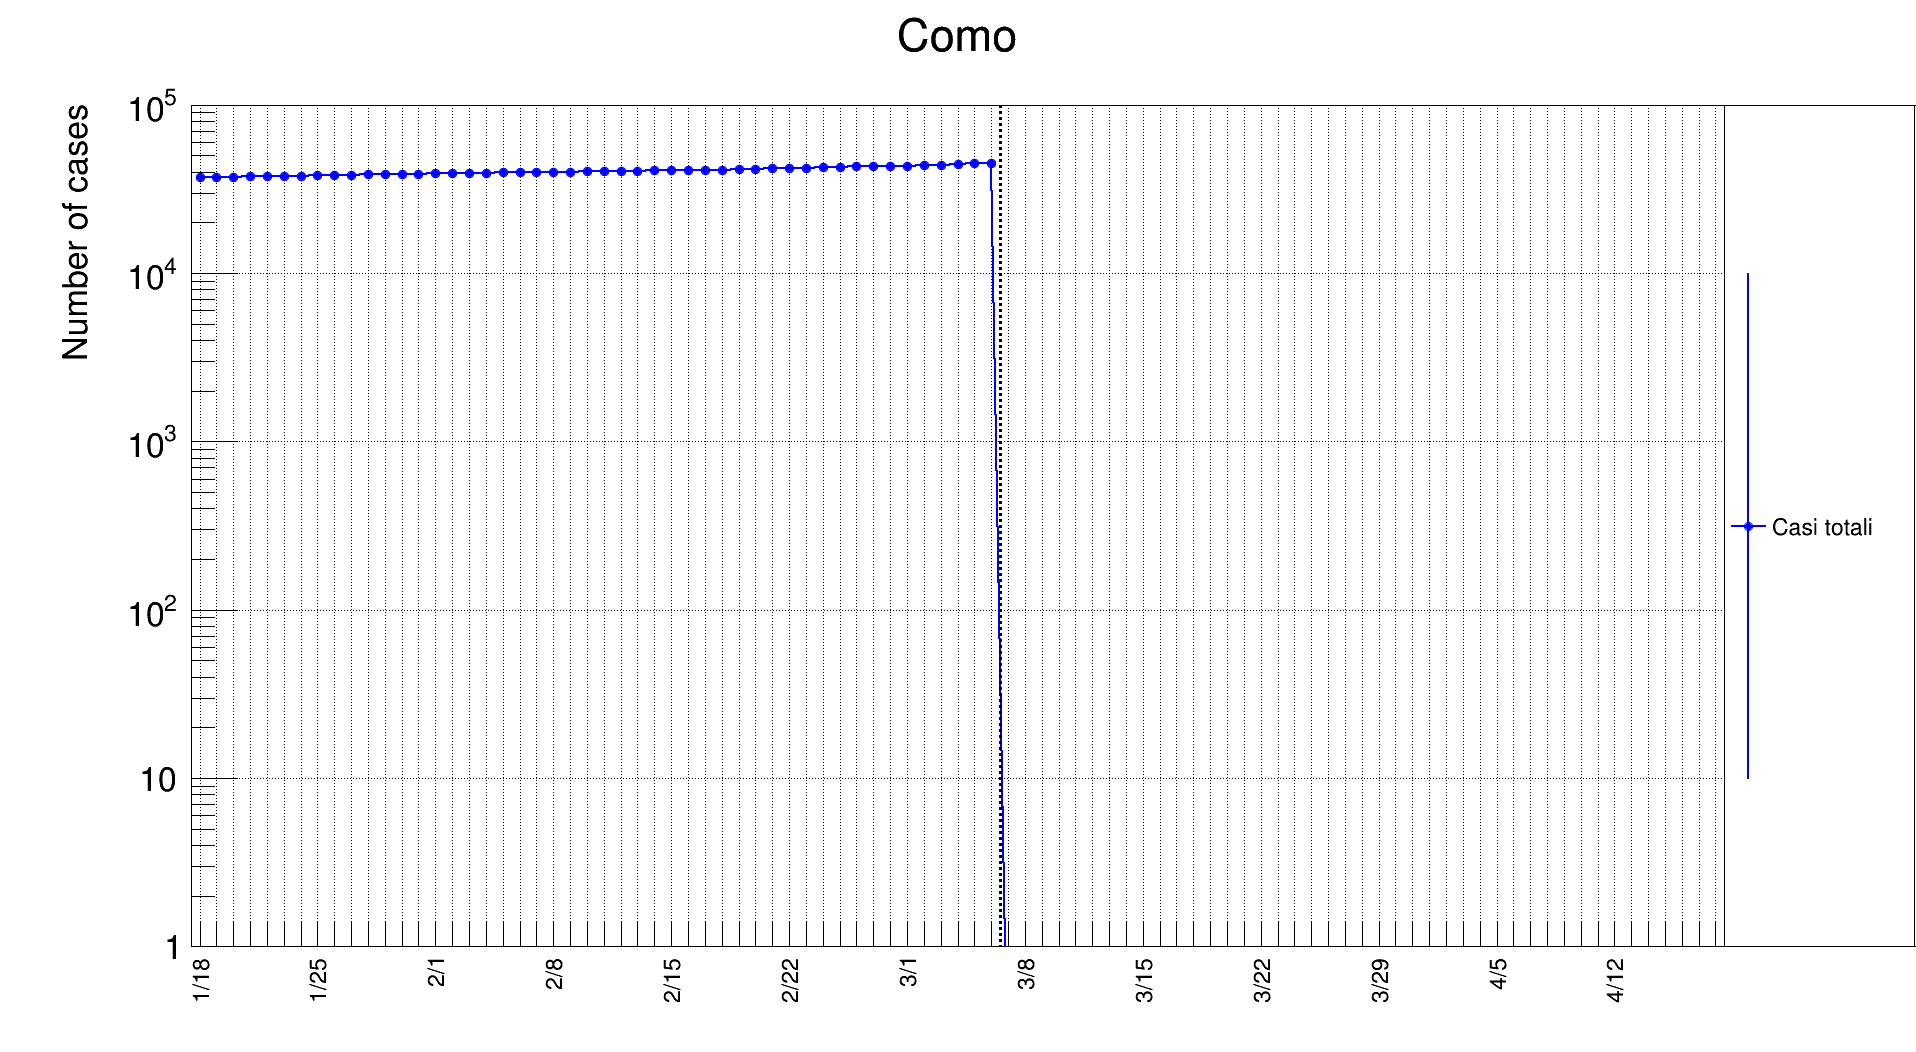 Como
Number of cases
10^5
10^4
10^3
10^2
10
1
1/18 1/25 2/1 2/8 2/15 2/22 3/1 3/8 3/15 3/22 3/29 4/5 4/12
Casi totali